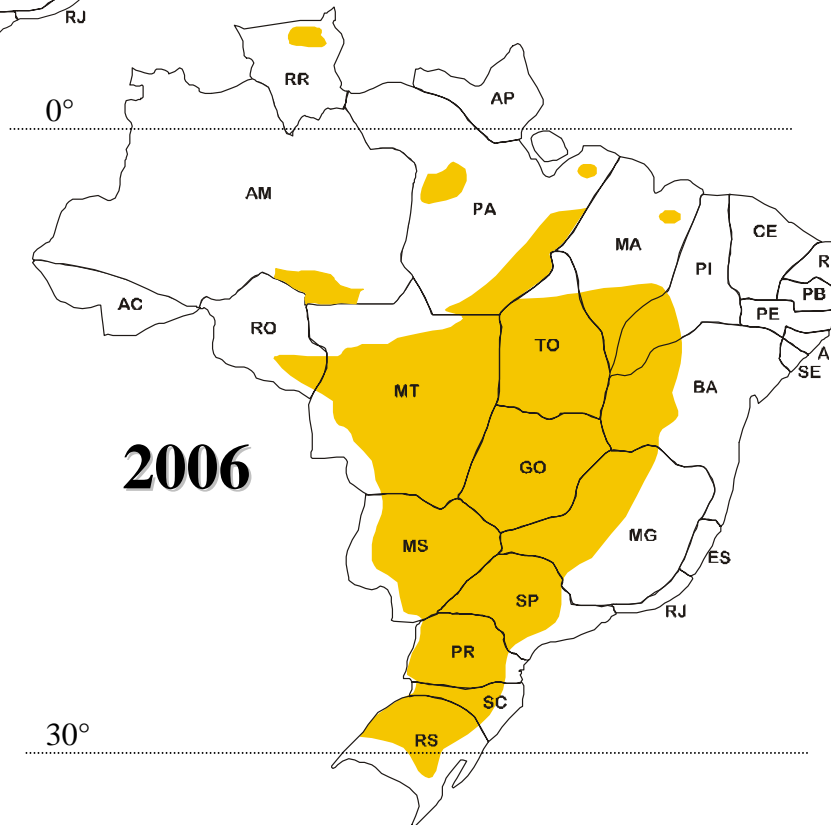 RJ
RR
AP
0°
AM
PA
CE
MA
R
PI
PB
AC
PE
RO
TO
A
SE
MT
BA
2006
GO
MG
MS
ES
SP
RJ
PR
SC
30°
RS